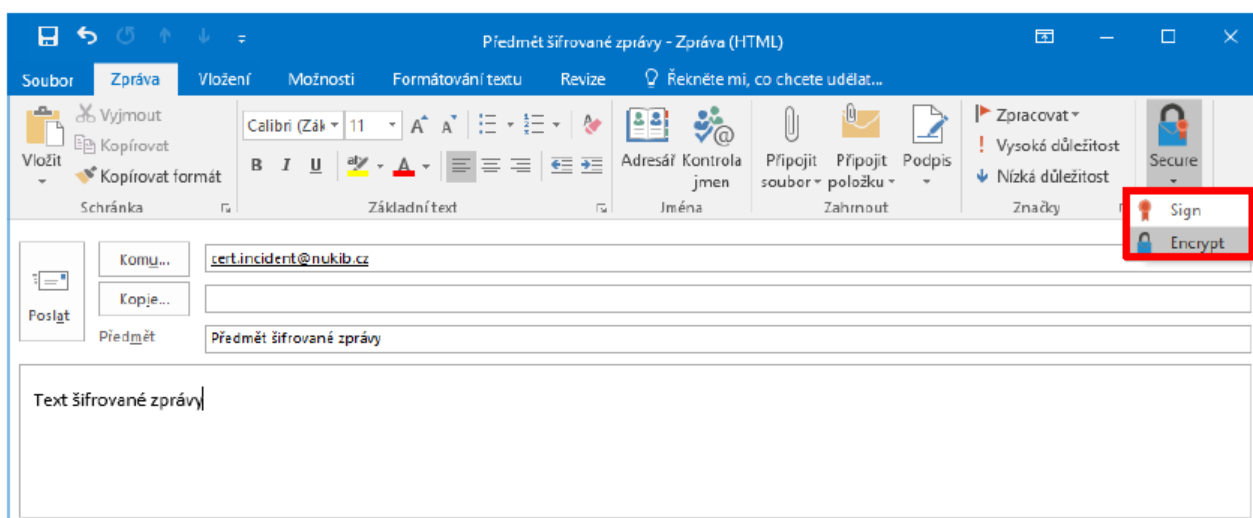 Předmět šifrované zprávy - Zpráva (HTML)
Soubor Zpráva Vložení Možnosti Formátování textu Revize Řekněte mi, co chcete udělat...
Vložit
Vyjmout
Kopírovat
Kopírovat formát
Schránka
Calibri (Zák 11
B I U aby A
Základní text
Adresář Kontrola jmen
Jména
Připojit soubor Připojit položku Podpis
Zahrnout
Zpracovat
! Vysoká důležitost
Nízká důležitost
Značky
Secure
Sign
Encrypt
Poslat
Komu... cert.incident@nukib.cz
Kopie...
Předmět Předmět šifrované zprávy
Text šifrované zprávy